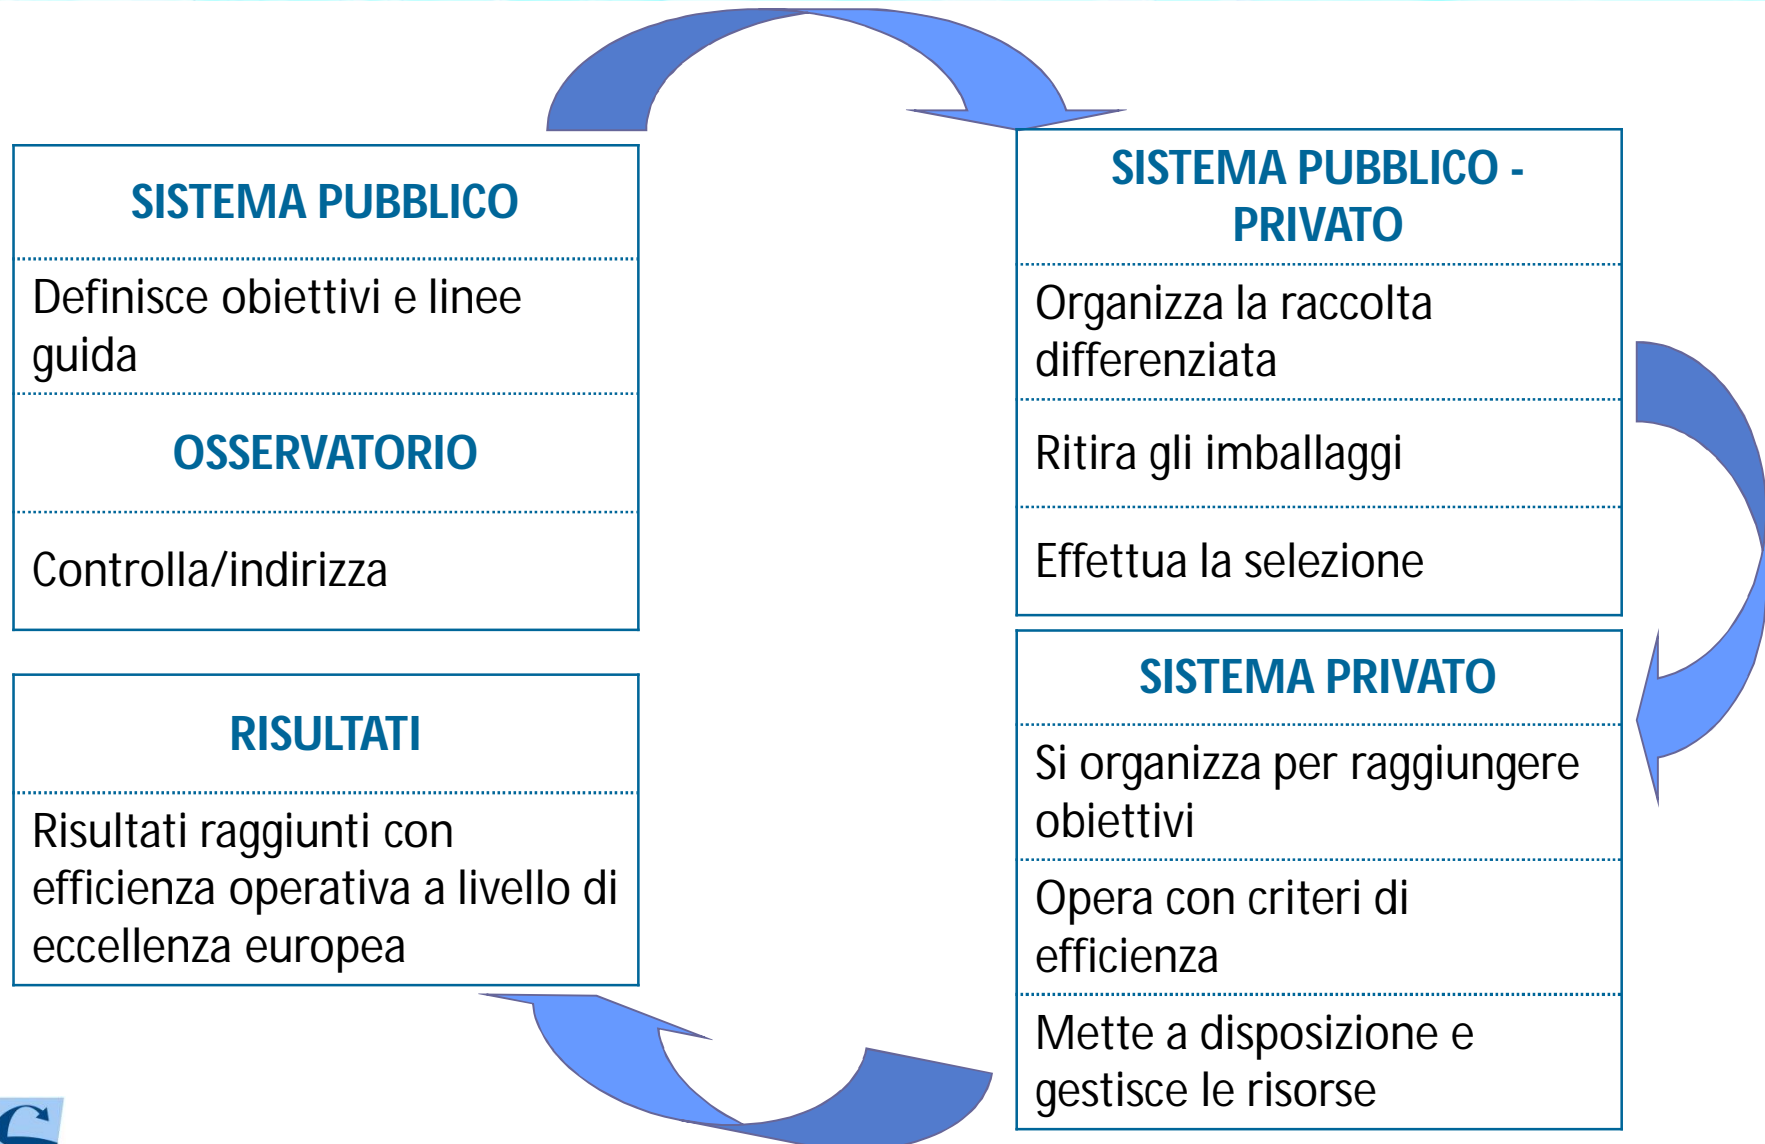 SISTEMA PUBBLICO
Definisce obiettivi e linee
guida
OSSERVATORIO
Controlla/indirizza
SISTEMA PUBBLICO -
PRIVATO
Organizza la raccolta
differenziata
Ritira gli imballaggi
Effettua la selezione
SISTEMA PRIVATO
Si organizza per raggiungere
obiettivi
Opera con criteri di
efficienza
Mette a disposizione e
gestisce le risorse
RISULTATI
Risultati raggiunti con
efficienza operativa a livello di
eccellenza europea